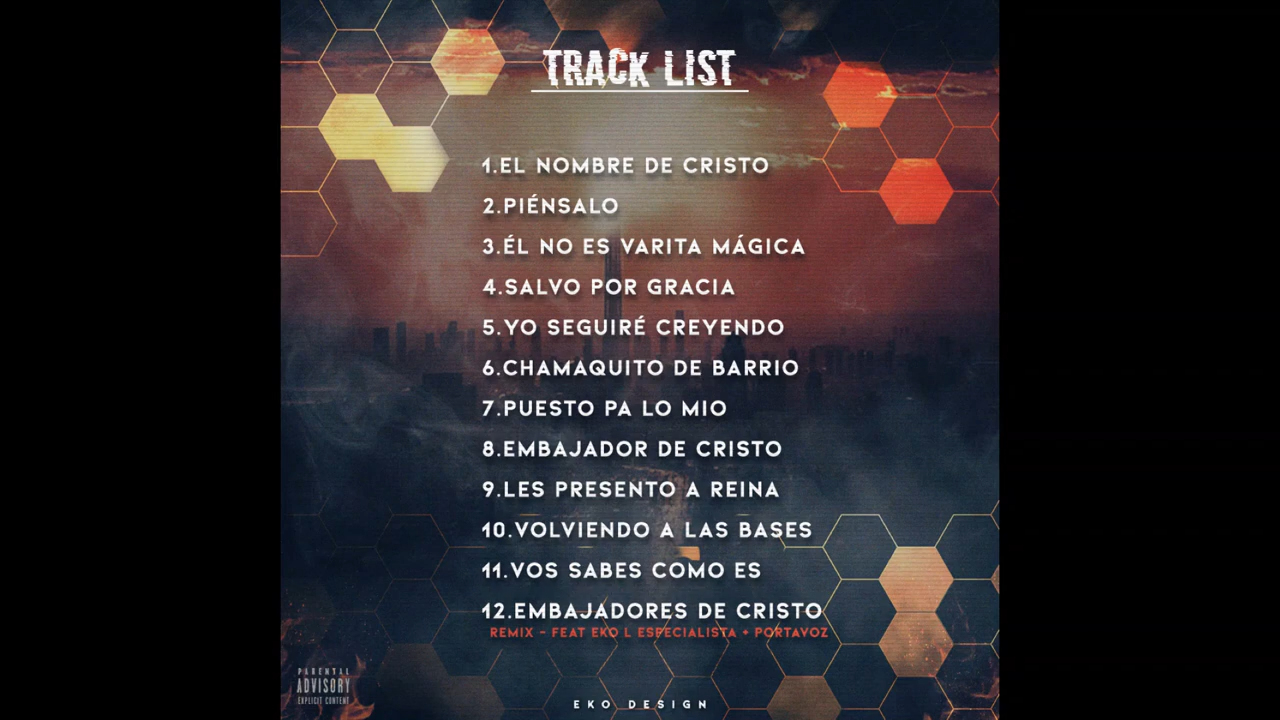 TRACK LIST
1.EL NOMBRE DE CRISTO
2.PIÉNSALO
3.ÉL NO ES VARITA MÁGICA
4.SALVO POR GRACIA
5.YO SEGUIRÉ CREYENDO
6.CHAMAQUITO DE BARRIO
7.PUESTO PA LO MIO
8.EMBAJADOR DE CRISTO
9.LES PRESENTO A REINA
10.VOLVIENDO A LAS BASES
11.VOS SABES COMO ES
12.EMBAJADORES DE CRISTO
REMIX - FEAT EKO L ESPECIALISTA + PORTAVOZ
PARENTAL
ADVISORY
EXPLICIT CONTENT
EKO DESIGN